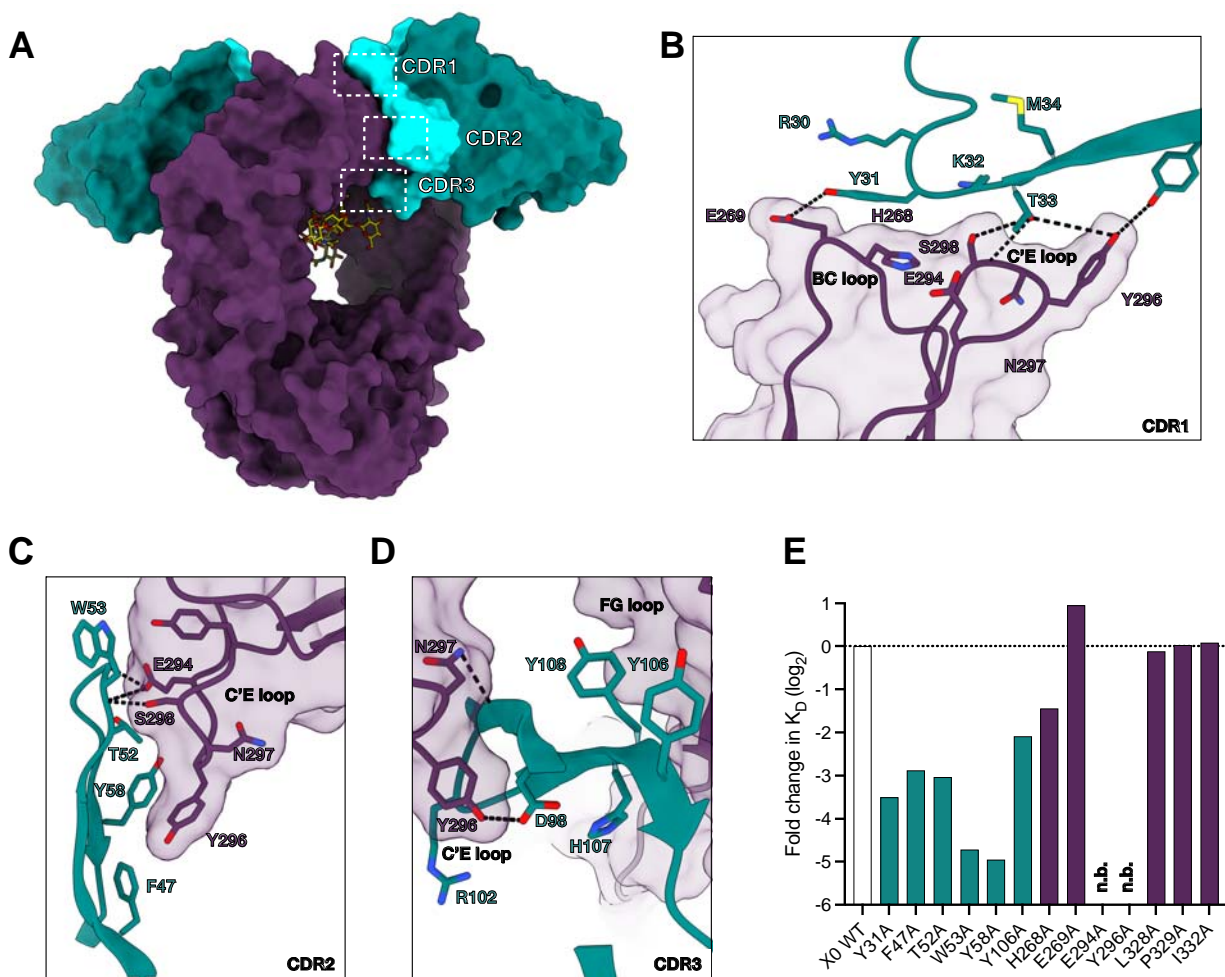 A
CDR1
CDR2
CDR3
B
R30
M34
K32
Y31
T33
E269
H268
S298
C'E loop
E294
BC loop
Y296
N297
CDR1
C
W53
E294
C'E loop
S298
T52
N297
Y58
Y296
F47
CDR2
D
FG loop
N297
Y108
Y106
Y296
D98
H107
C'E loop
R102
CDR3
E
Fold change in KD (log2)
1
0
-1
-2
-3
-4
-5
-6
n.b.
n.b.
X0 WT
Y31A
F47A
T52A
W53A
Y58A
Y106A
H268A
E269A
E294A
Y296A
L328A
P329A
I332A